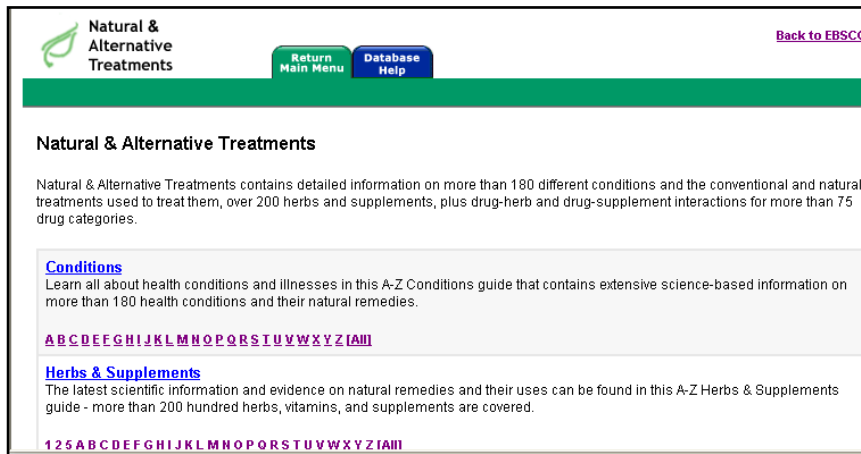 Natural &
Alternative
Treatments
Back to EBSCO
Return
Main Menu
Database
Help
Natural & Alternative Treatments
Natural & Alternative Treatments contains detailed information on more than 180 different conditions and the conventional and natural
treatments used to treat them, over 200 herbs and supplements, plus drug-herb and drug-supplement interactions for more than 75
drug categories.
Conditions
Learn all about health conditions and illnesses in this A-Z Conditions guide that contains extensive science-based information on
more than 180 health conditions and their natural remedies.
A B C D E F G H I J K L M N O P Q R S T U V W X Y Z [All]
Herbs & Supplements
The latest scientific information and evidence on natural remedies and their uses can be found in this A-Z Herbs & Supplements
guide - more than 200 hundred herbs, vitamins, and supplements are covered.
1 2 5 A B C D E F G H I J K L M N O P Q R S T U V W X Y Z [All]